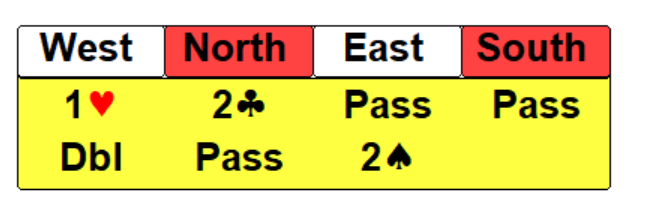 West North East South
1♥ 2♣ Pass Pass
Dbl Pass 2♠